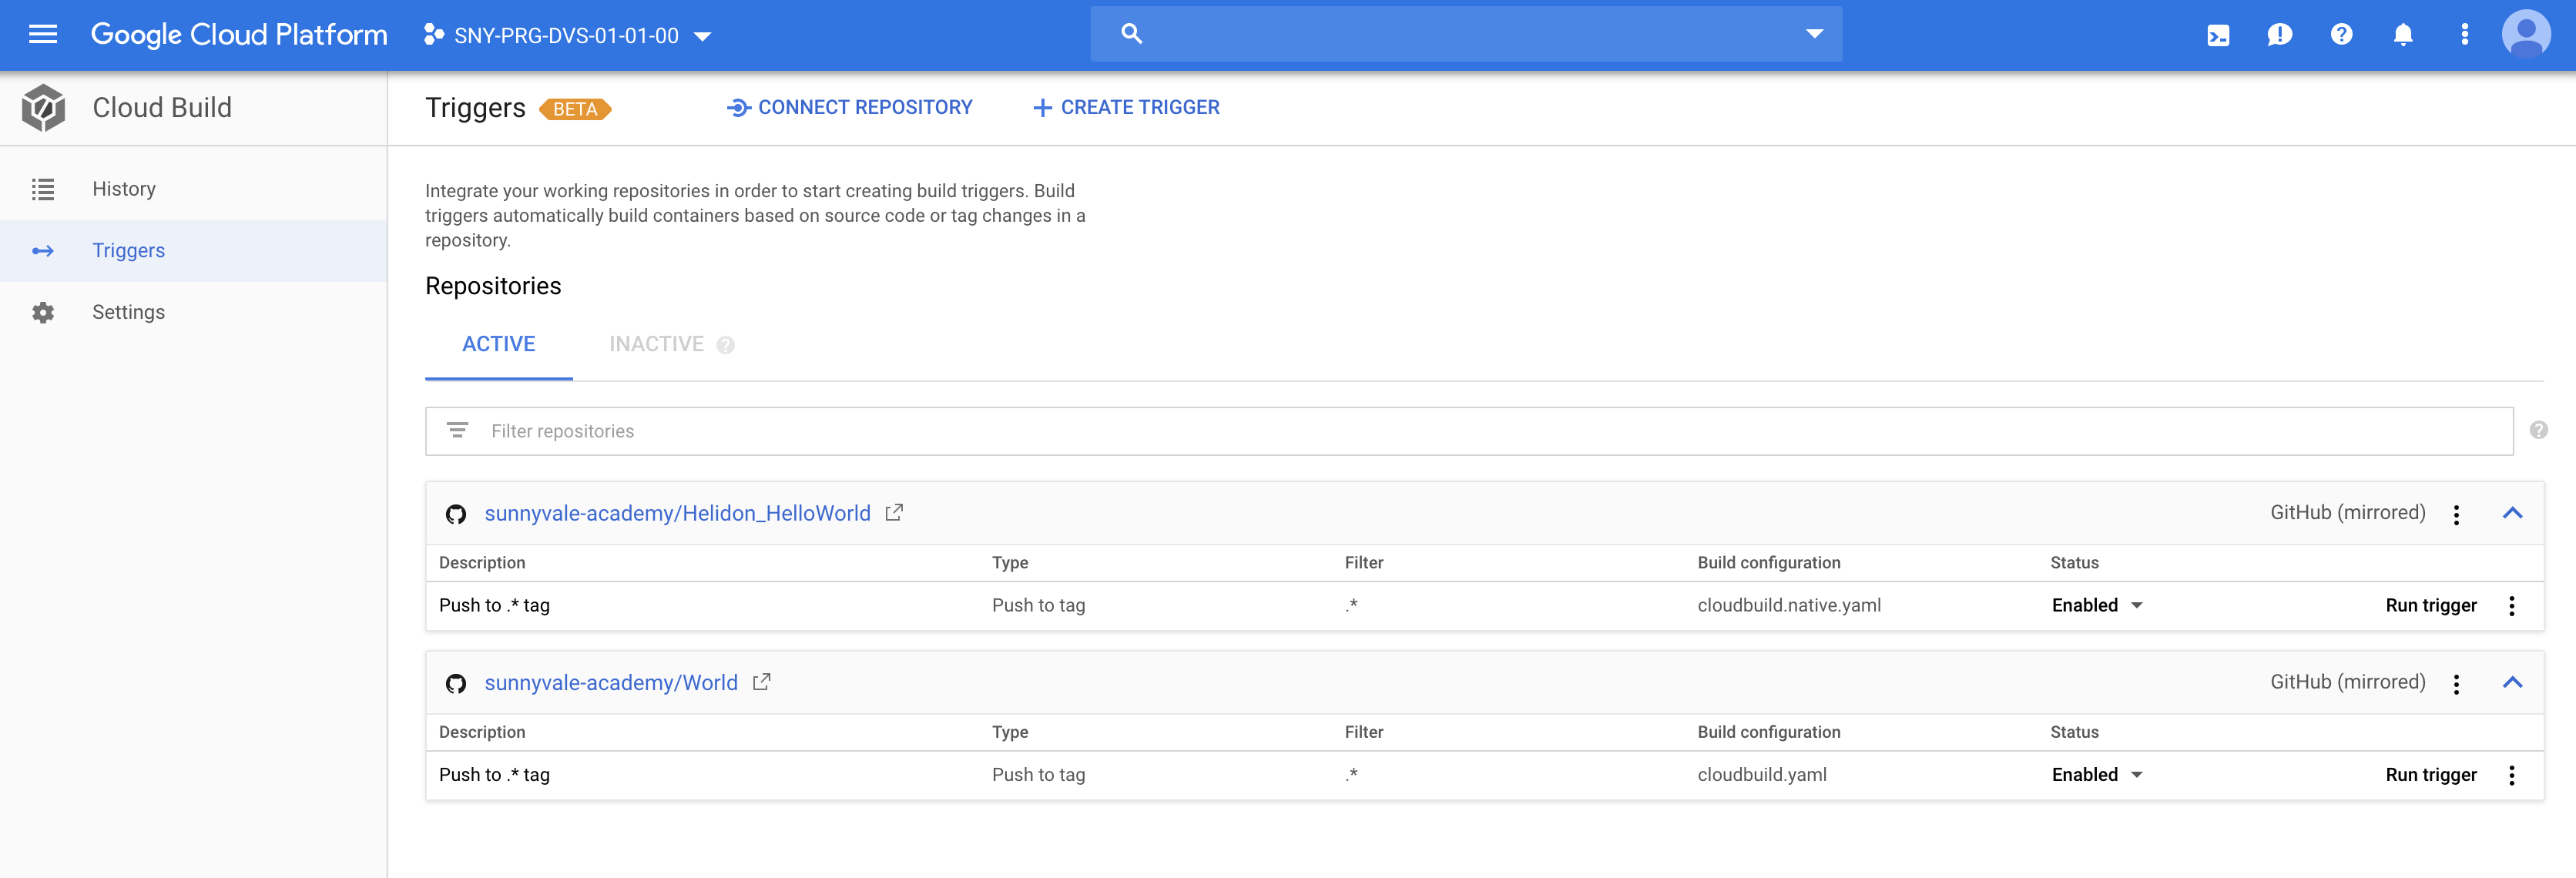 Google Cloud Platform
SNY-PRG-DVS-01-01-00
Cloud Build
Triggers
BETA
CONNECT REPOSITORY
CREATE TRIGGER
History
Triggers
Settings
Integrate your working repositories in order to start creating build triggers. Build
triggers automatically build containers based on source code or tag changes in a
repository.
Repositories
ACTIVE
INACTIVE
Filter repositories
sunnyvale-academy/Helidon_HelloWorld
GitHub (mirrored)
Description Type Filter Build configuration Status
Push to .* tag Push to tag .* cloudbuild.native.yaml Enabled Run trigger
sunnyvale-academy/World
GitHub (mirrored)
Description Type Filter Build configuration Status
Push to .* tag Push to tag .* cloudbuild.yaml Enabled Run trigger